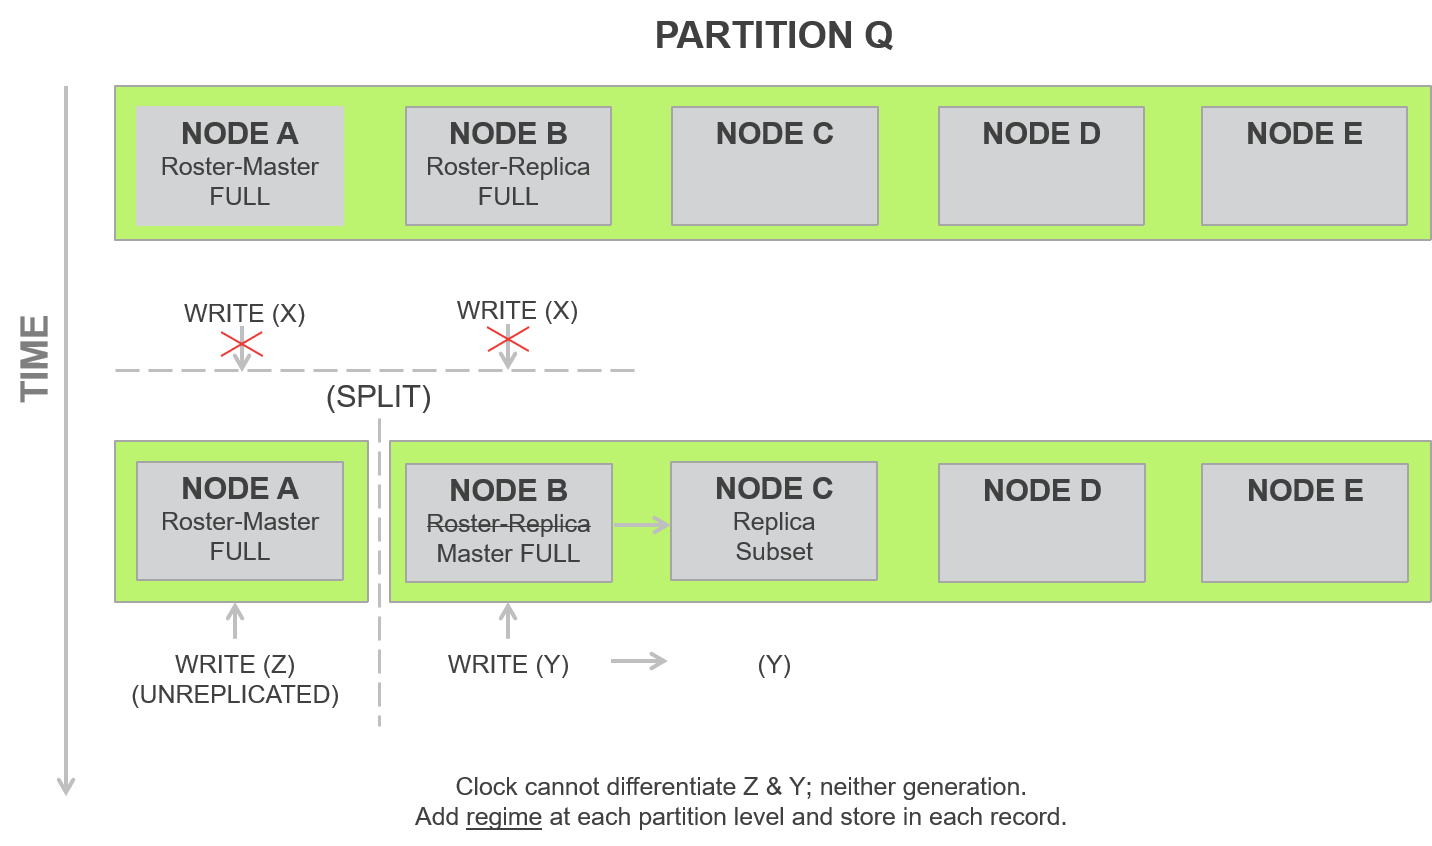 PARTITION Q
NODE A
Roster-Master
FULL
NODE B
Roster-Replica
FULL
NODE C
NODE D
NODE E
TIME
WRITE (X)
WRITE (X)
(SPLIT)
NODE A
Roster-Master
FULL
NODE B
Roster-Replica
Master FULL
NODE C
Replica
Subset
NODE D
NODE E
WRITE (Z)
(UNREPLICATED)
WRITE (Y)
(Y)
Clock cannot differentiate Z & Y; neither generation.
Add regime at each partition level and store in each record.